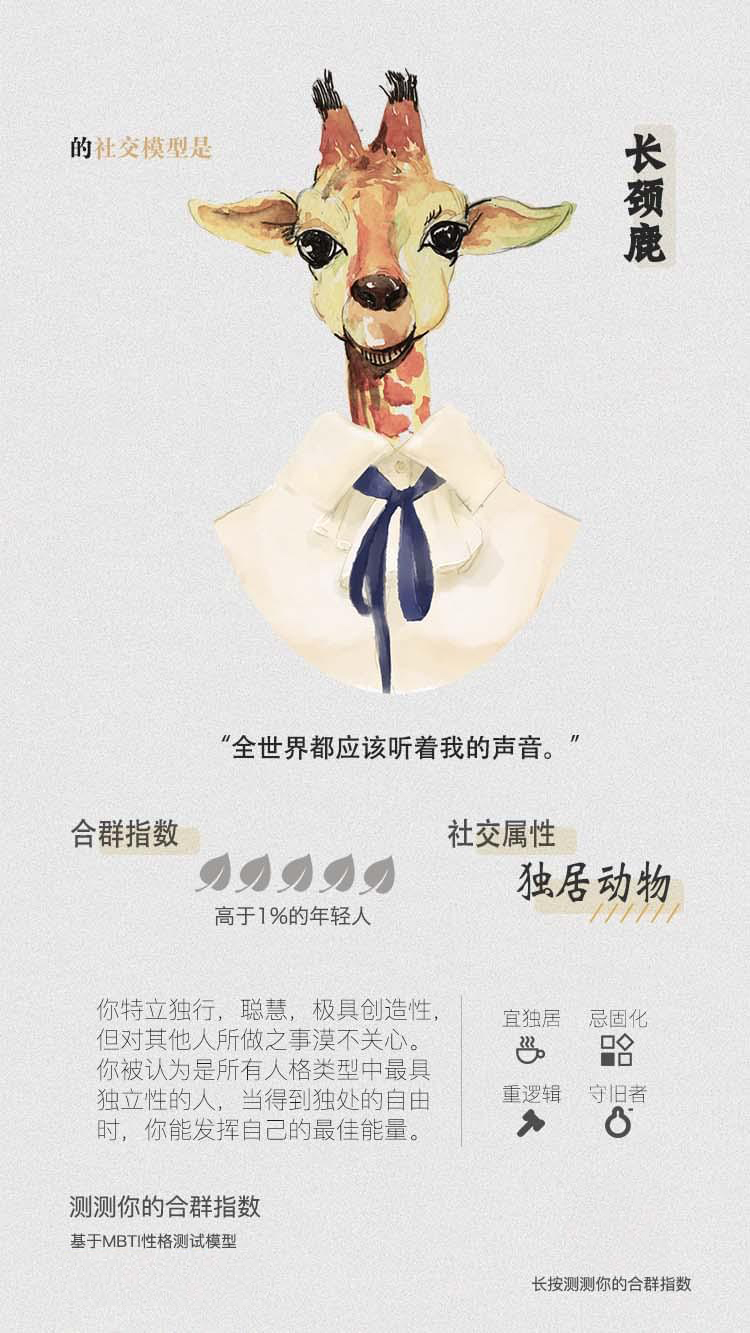 的社交模型是
长颈鹿
“全世界都应该听着我的声音。”
合群指数
高于1%的年轻人
社交属性
独居动物
你特立独行，聪慧，极具创造性，
但对其他人所做之事漠不关心。
你被认为是所有人格类型中最具
独立性的人，当得到独处的自由
时，你能发挥自己的最佳能量。
宜独居 忌固化
重逻辑 守旧者
测测你的合群指数
基于MBTI性格测试模型
长按测测你的合群指数